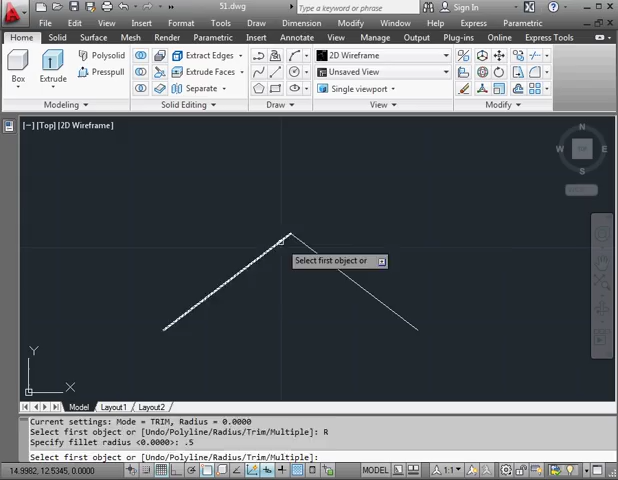 51.dwg
Type a keyword or phrase
Sign In
File Edit View Insert Format Tools Draw Dimension Modify Window Help Express Parametric
Home Solid Surface Mesh Parametric Render Insert Annotate View Manage Output Plug-ins Online Express Tools
Box
Extrude
Polysolid
Presspull
Extract Edges
Extrude Faces
Separate
2D Wireframe
Unsaved View
Single viewport
Modeling
Solid Editing
Draw
View
Modify
[−] [Top] [2D Wireframe]
N
W
E
S
Select first object or
Y
X
Model Layout1 Layout2
Current settings: Mode = TRIM, Radius = 0.0000
Select first object or [Undo/Polyline/Radius/Trim/Multiple]: R
Specify fillet radius <0.0000>: .5
Select first object or [Undo/Polyline/Radius/Trim/Multiple]:
14.9982, 12.5345, 0.0000
MODEL
1:1